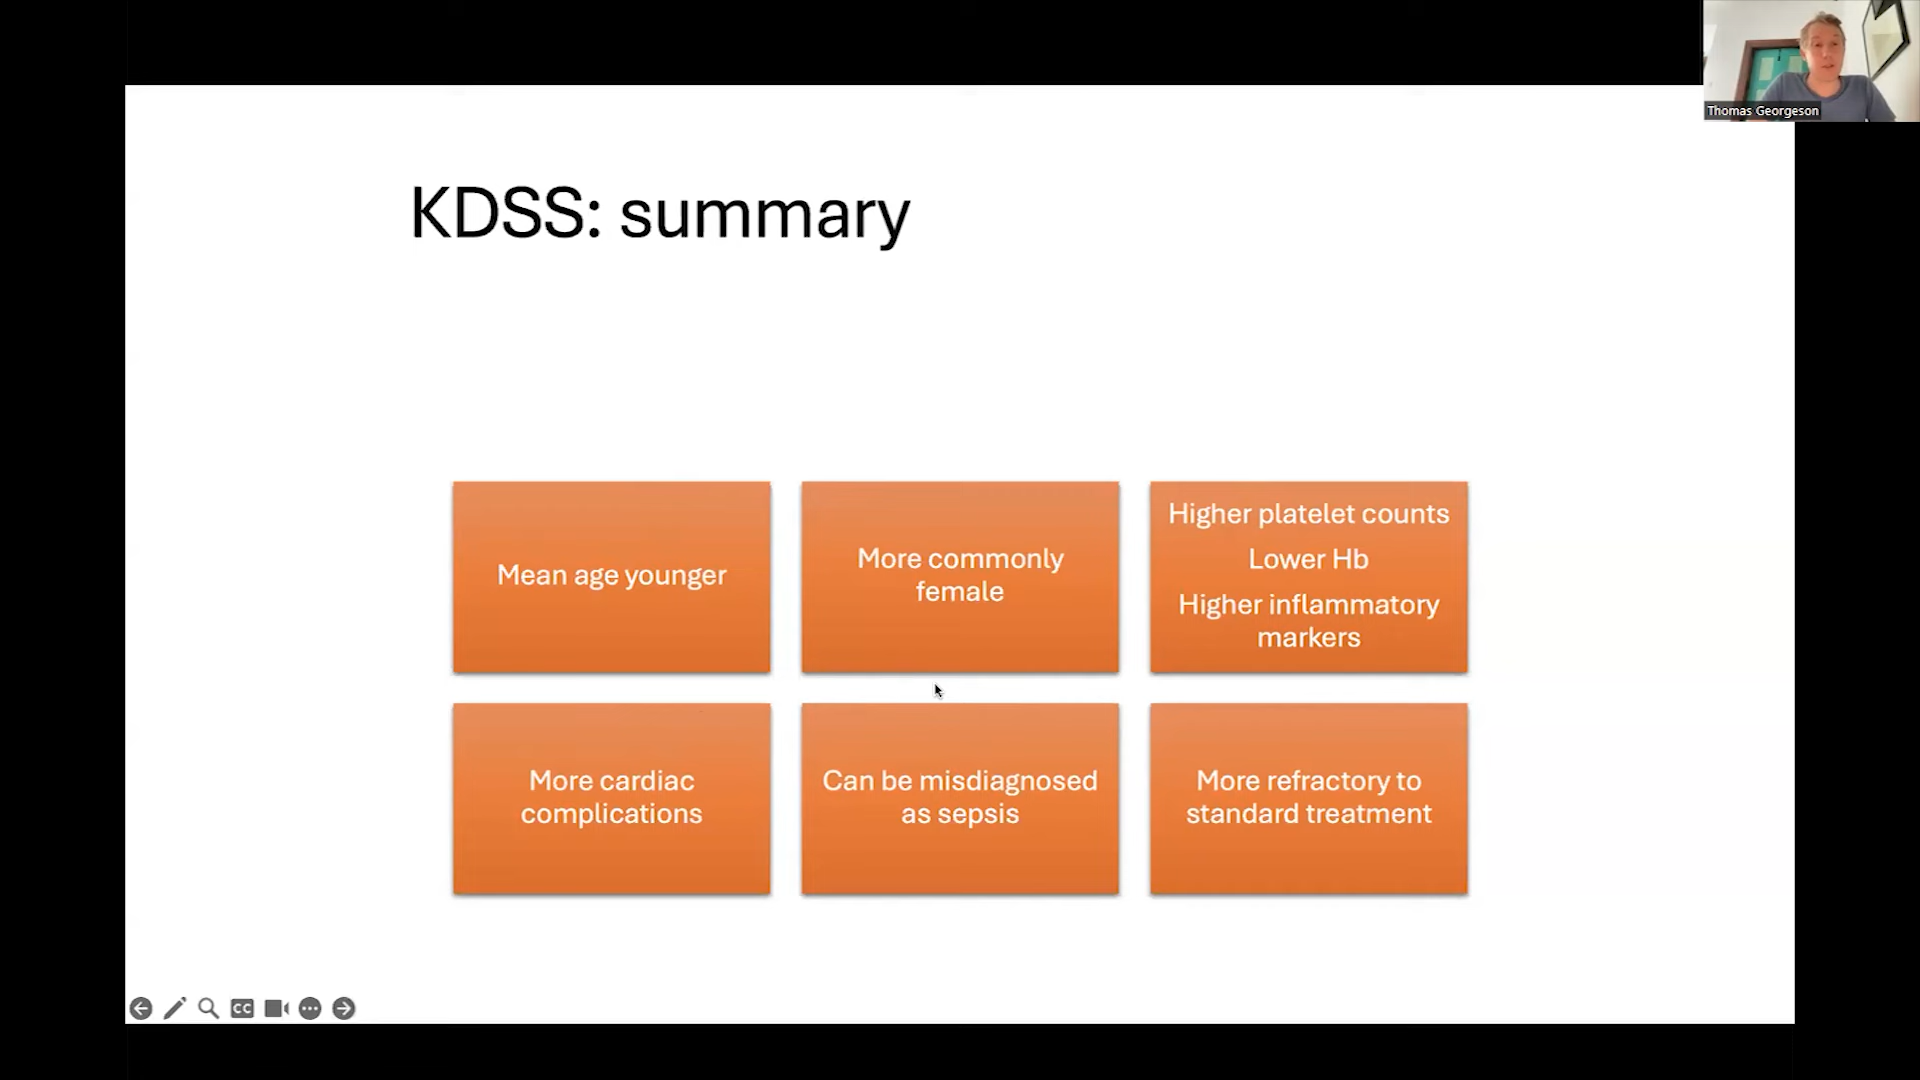 Thomas Georgeson
KDSS: summary
Mean age younger
More commonly
female
Higher platelet counts
Lower Hb
Higher inflammatory
markers
More cardiac
complications
Can be misdiagnosed
as sepsis
More refractory to
standard treatment
CC